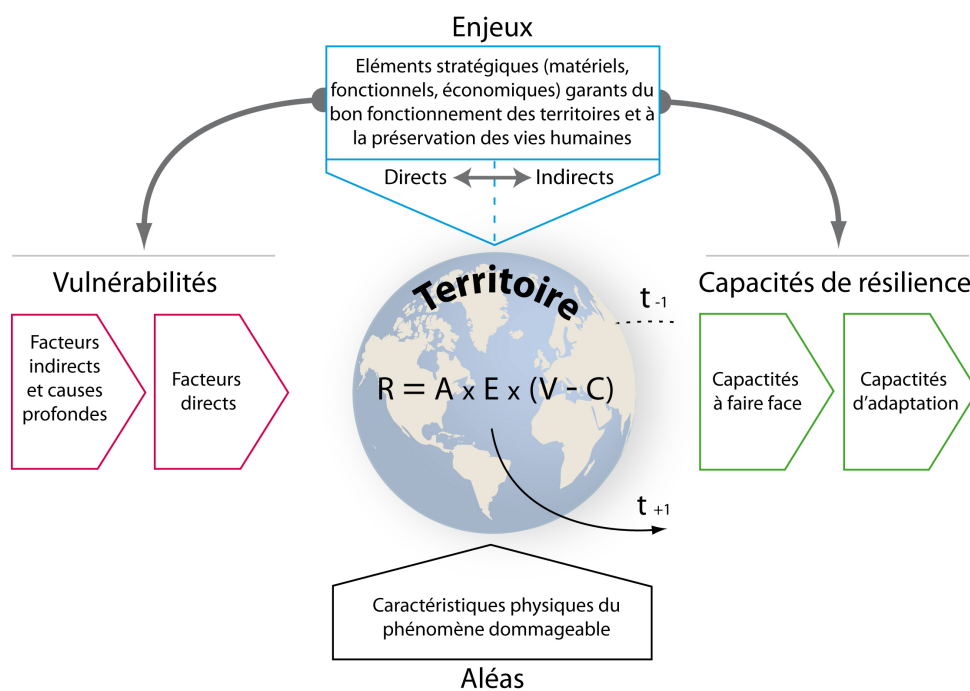 Enjeux
Eléments stratégiques (matériels,
fonctionnels, économiques) garants du
bon fonctionnement des territoires et à
la préservation des vies humaines
Directs
Indirects
Vulnérabilités
Facteurs
indirects
et causes
profondes
Facteurs
directs
Territoire
R = A x E x (V - C)
t -1
t +1
Capacités de résilience
Capactités
à faire face
Capactités
d'adaptation
Caractéristiques physiques du
phénomène dommageable
Aléas